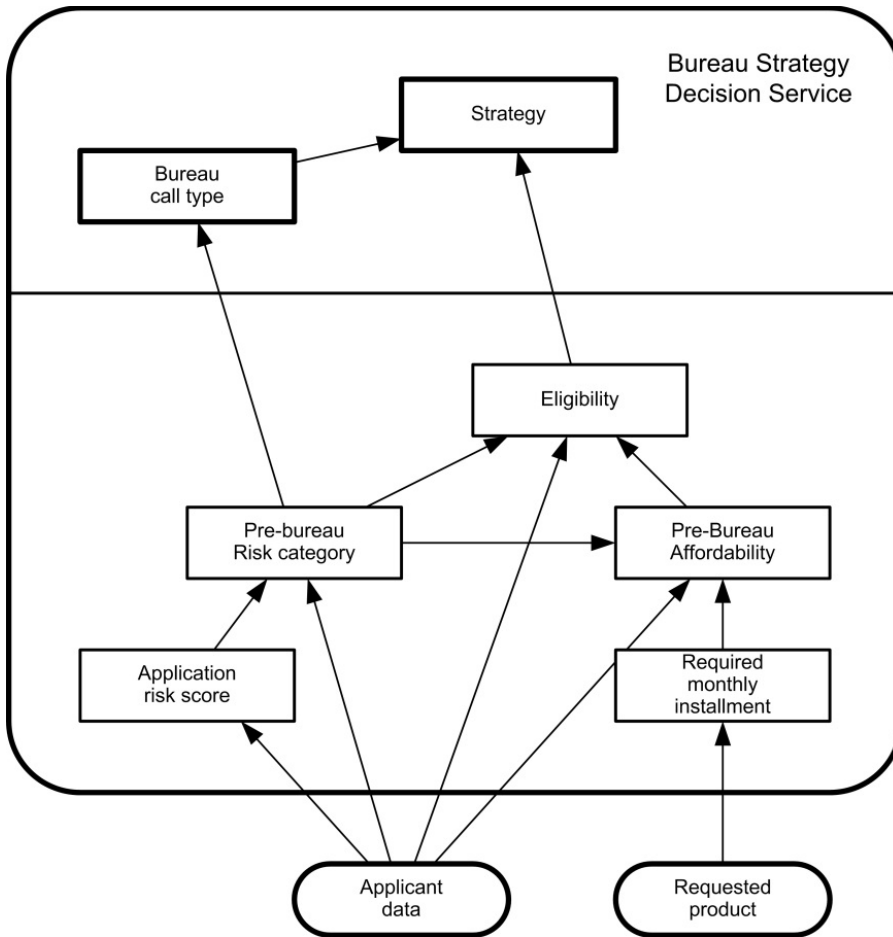 Bureau Strategy
Decision Service
Strategy
Bureau
call type
Eligibility
Pre-bureau
Risk category
Pre-Bureau
Affordability
Application
risk score
Required
monthly
installment
Applicant
data
Requested
product